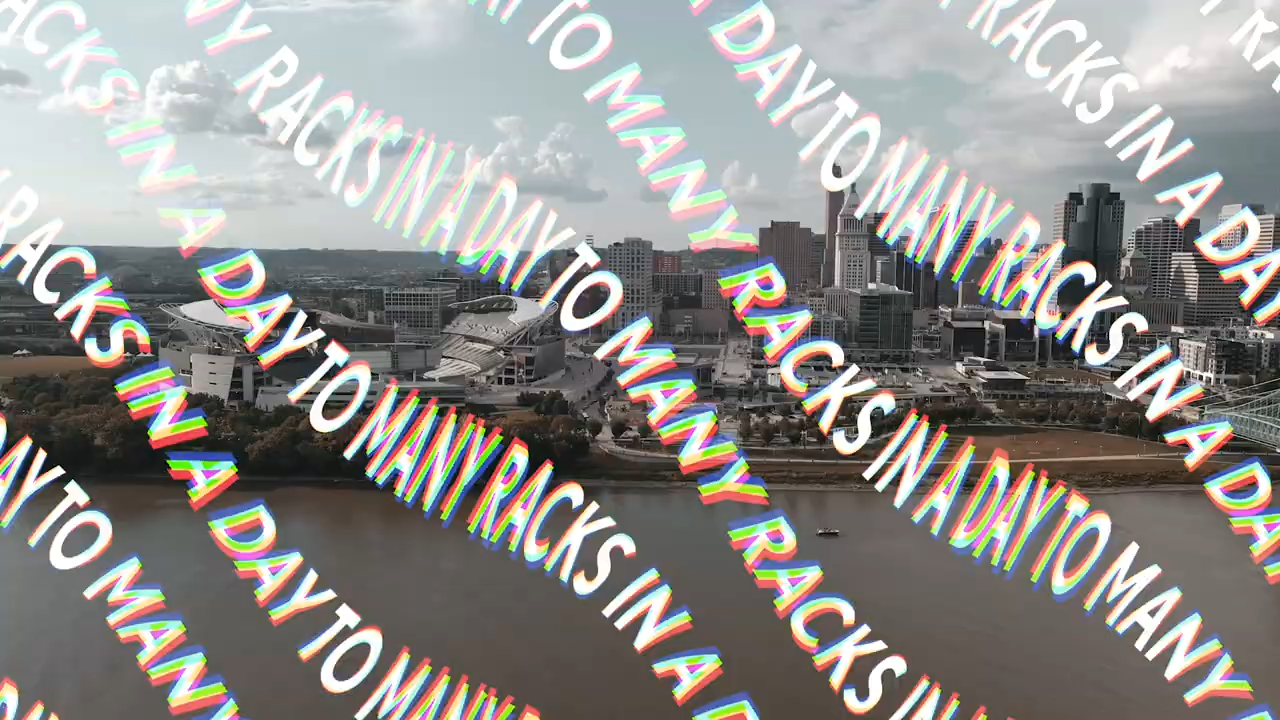 RACKS IN A DAY TO MANY RACKS IN A DAY
DAY RACKS IN A DAY TO MANY RACKS IN A DAY TO MANY
TO MANY RACKS IN A DAY TO MANY
DAY TO MANY RACKS IN A DAY
RACKS IN A DAY
RACKS IN A DAY TO MANY
DAY TO MANY